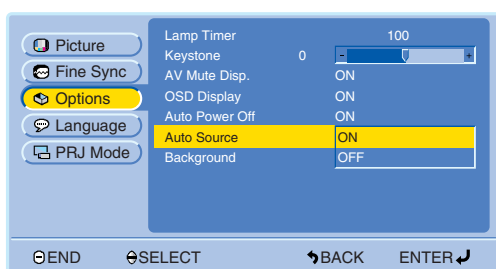 Picture
Fine Sync
Options
Language
PRJ Mode
Lamp Timer 100
Keystone 0 - +
AV Mute Disp. ON
OSD Display ON
Auto Power Off ON
Auto Source ON
Background OFF
END SELECT BACK ENTER